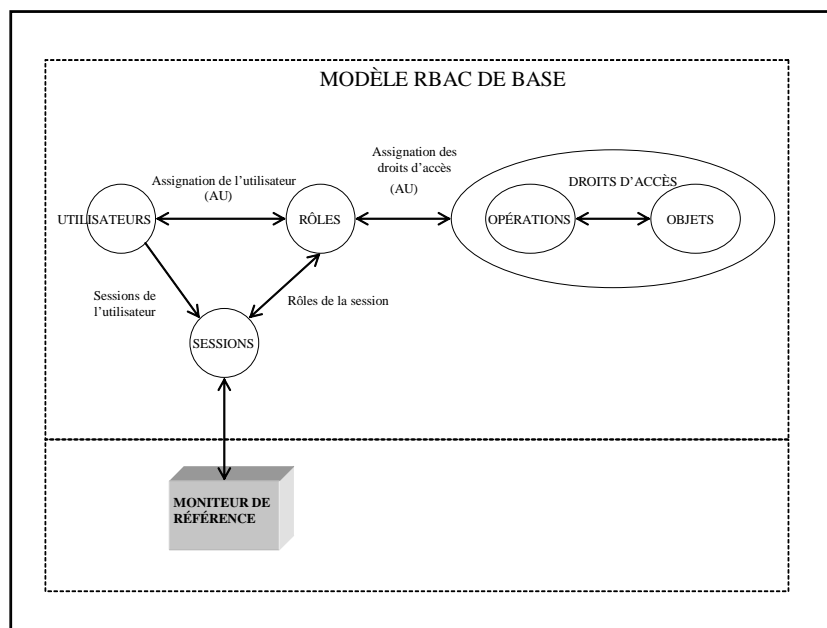 MODÈLE RBAC DE BASE
Assignation des
droits d’accès
(AU)
Assignation de l’utilisateur
(AU)
DROITS D’ACCÈS
UTILISATEURS
RÔLES
OPÉRATIONS
OBJETS
Sessions de
l’utilisateur
Rôles de la session
SESSIONS
MONITEUR DE
RÉFÉRENCE